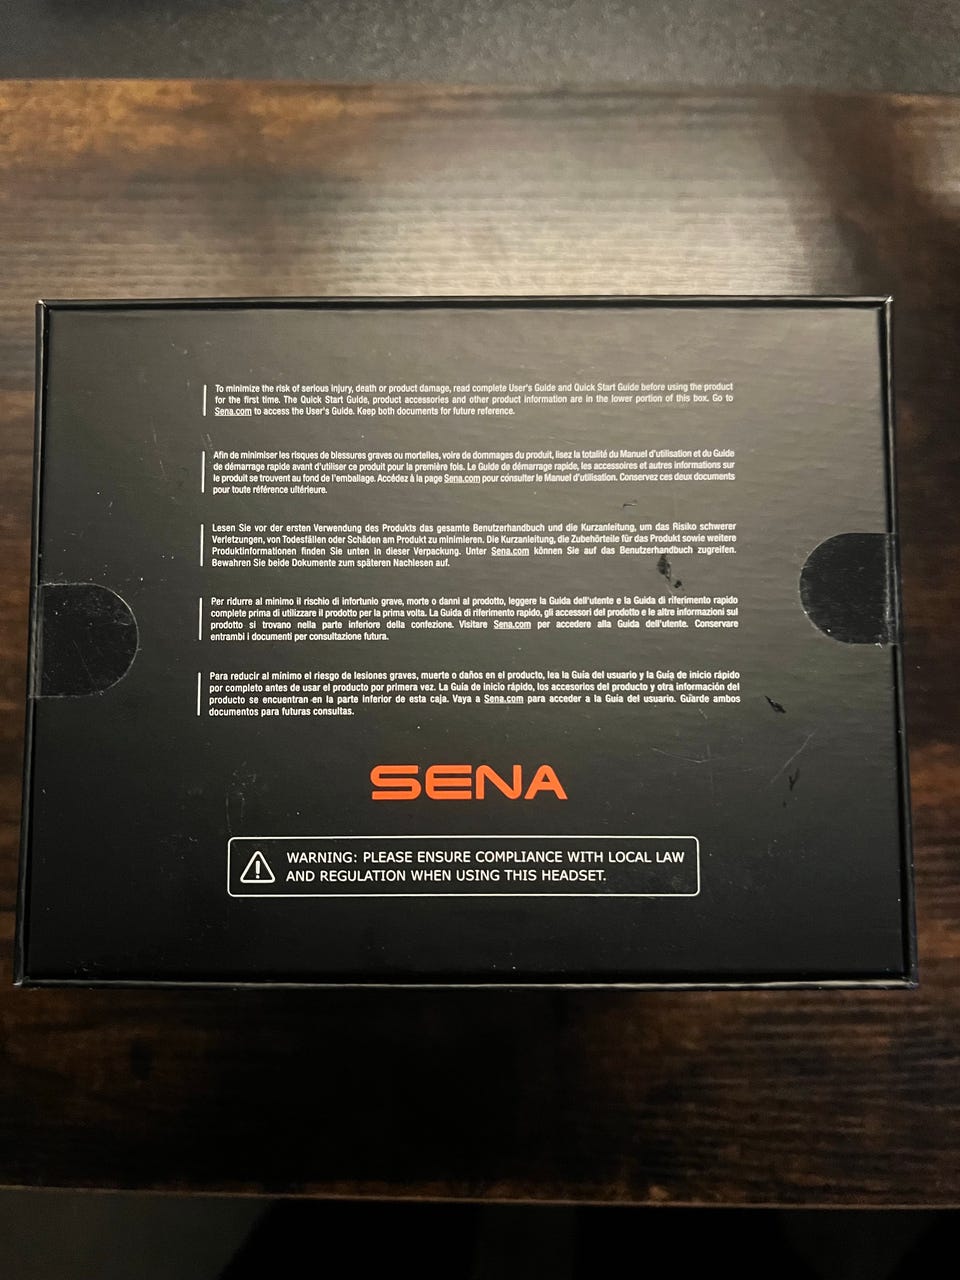 To minimize the risk of serious injury, death or product damage, read complete User's Guide and Quick Start Guide before using the product
for the first time. The Quick Start Guide, product accessories and other product information are in the lower portion of this box. Go to
Sena.com to access the User's Guide. Keep both documents for future reference.
Afin de minimiser les risques de blessures graves ou mortelles, voire de dommages du produit, lisez la totalité du Manuel d'utilisation et du Guide
de démarrage rapide avant d'utiliser ce produit pour la première fois. Le Guide de démarrage rapide, les accessoires et autres informations sur
le produit se trouvent au fond de l'emballage. Accédez à la page Sena.com pour consulter le Manuel d'utilisation. Conservez ces deux documents
pour toute référence ultérieure.
Lesen Sie vor der ersten Verwendung des Produkts das gesamte Benutzerhandbuch und die Kurzanleitung, um das Risiko schwerer
Verletzungen, von Todesfällen oder Schäden am Produkt zu minimieren. Die Kurzanleitung, die Zubehörteile für das Produkt sowie weitere
Produktinformationen finden Sie unten in dieser Verpackung. Unter Sena.com können Sie auf das Benutzerhandbuch zugreifen.
Bewahren Sie beide Dokumente zum späteren Nachlesen auf.
Per ridurre al minimo il rischio di infortunio grave, morte o danni al prodotto, leggere la Guida dell'utente e la Guida di riferimento rapido
complete prima di utilizzare il prodotto per la prima volta. La Guida di riferimento rapido, gli accessori del prodotto e le altre informazioni sul
prodotto si trovano nella parte inferiore della confezione. Visitare Sena.com per accedere alla Guida dell'utente. Conservare
entrambi i documenti per consultazione futura.
Para reducir al mínimo el riesgo de lesiones graves, muerte o daños en el producto, lea la Guía del usuario y la Guía de inicio rápido
por completo antes de usar el producto por primera vez. La Guía de inicio rápido, los accesorios del producto y otra información del
producto se encuentran en la parte inferior de esta caja. Vaya a Sena.com para acceder a la Guía del usuario. Guarde ambos
documentos para futuras consultas.
SENA
WARNING: PLEASE ENSURE COMPLIANCE WITH LOCAL LAW
AND REGULATION WHEN USING THIS HEADSET.